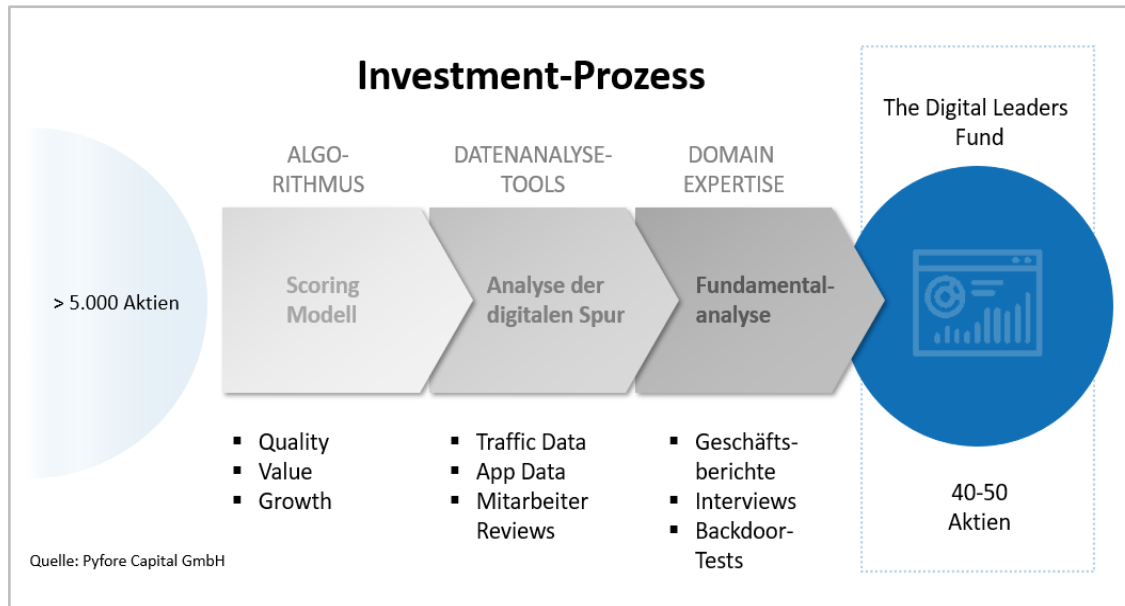 Investment-Prozess
The Digital Leaders
Fund
ALGO-
RITHMUS
DATENANALYSE-
TOOLS
DOMAIN
EXPERTISE
> 5.000 Aktien
Scoring
Modell
Analyse der
digitalen Spur
Fundamental-
analyse
▪ Quality
▪ Value
▪ Growth
▪ Traffic Data
▪ App Data
▪ Mitarbeiter
Reviews
▪ Geschäfts-
berichte
▪ Interviews
▪ Backdoor-
Tests
40-50
Aktien
Quelle: Pyfore Capital GmbH